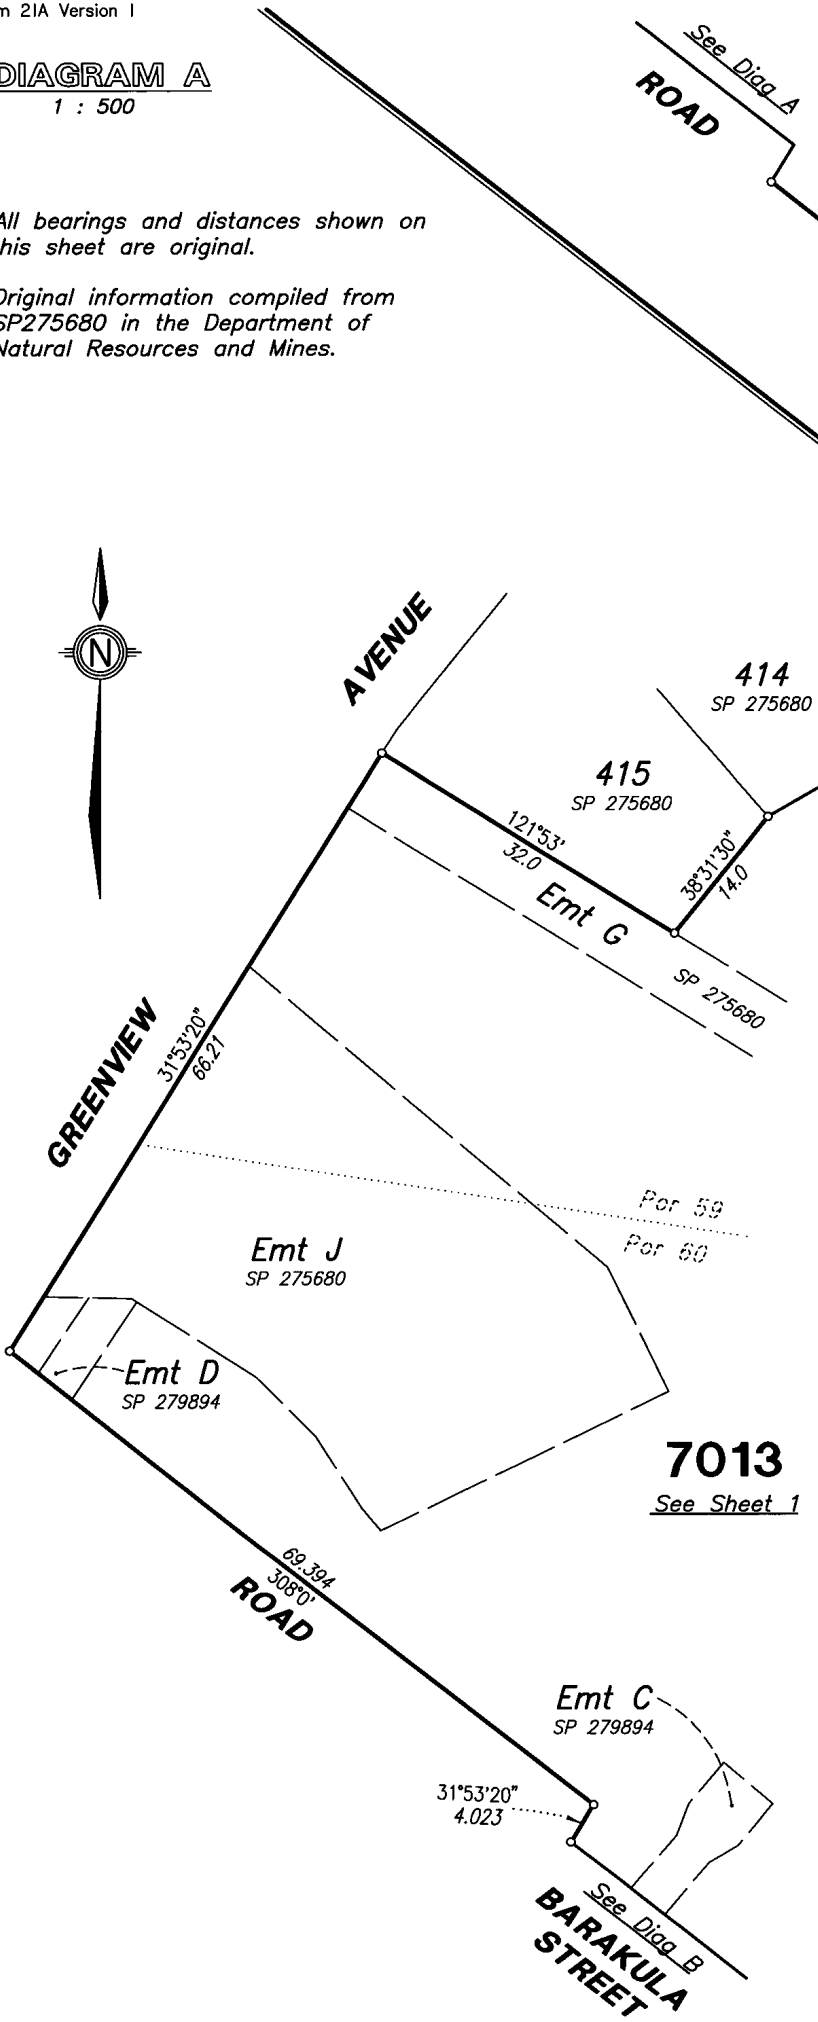 m 21A Version 1
DIAGRAM A
1 : 500
See Diag A
ROAD
All bearings and distances shown on
this sheet are original.
Original information compiled from
SP275680 in the Department of
Natural Resources and Mines.
N
AVENUE
414
SP 275680
415
SP 275680
121°53'
32.0
38°31'30"
14.0
Emt G
SP 275680
GREENVIEW
31°53'20"
66.21
Por 59
Por 60
Emt J
SP 275680
Emt D
SP 279894
7013
See Sheet 1
69.394
308°0'
ROAD
Emt C
SP 279894
31°53'20"
4.023
See Diag B
BARAKULA
STREET